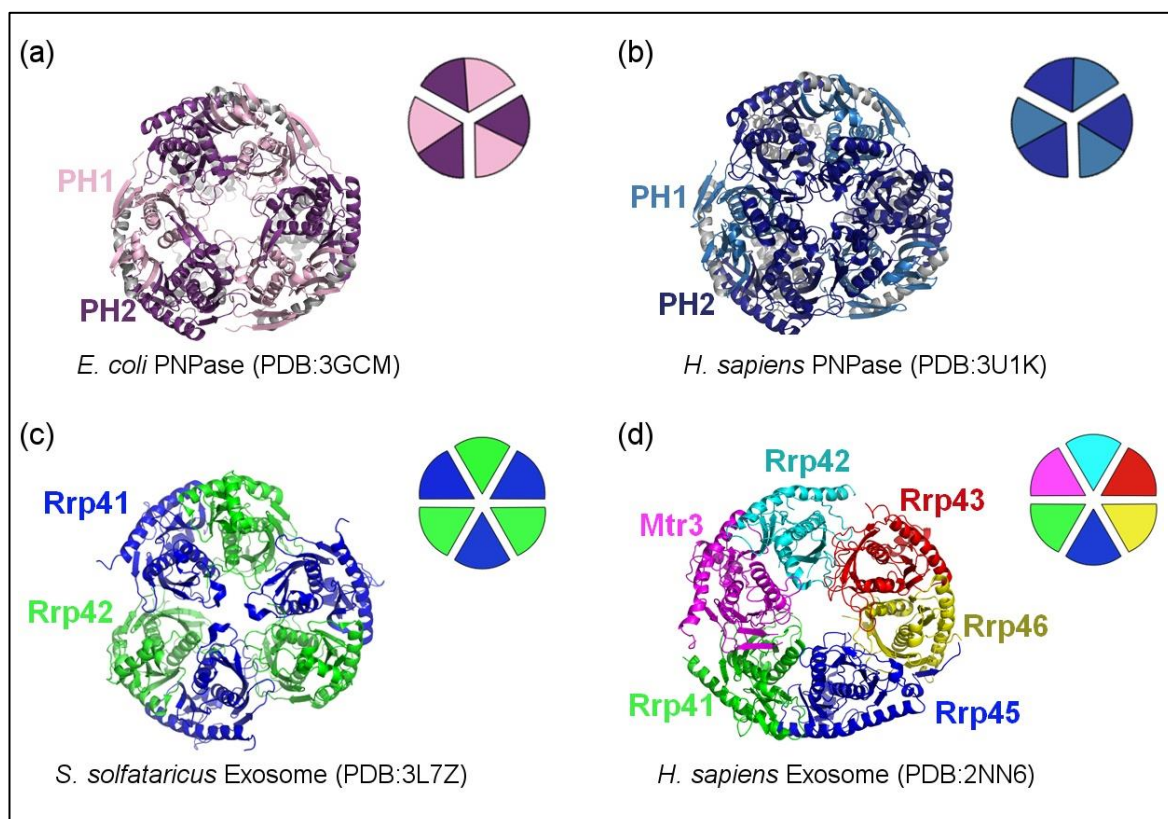 (a)
PH1
PH2
E. coli PNPase (PDB:3GCM)
(b)
PH1
PH2
H. sapiens PNPase (PDB:3U1K)
(c)
Rrp41
Rrp42
S. solfataricus Exosome (PDB:3L7Z)
(d)
Rrp42
Rrp43
Mtr3
Rrp46
Rrp41
Rrp45
H. sapiens Exosome (PDB:2NN6)